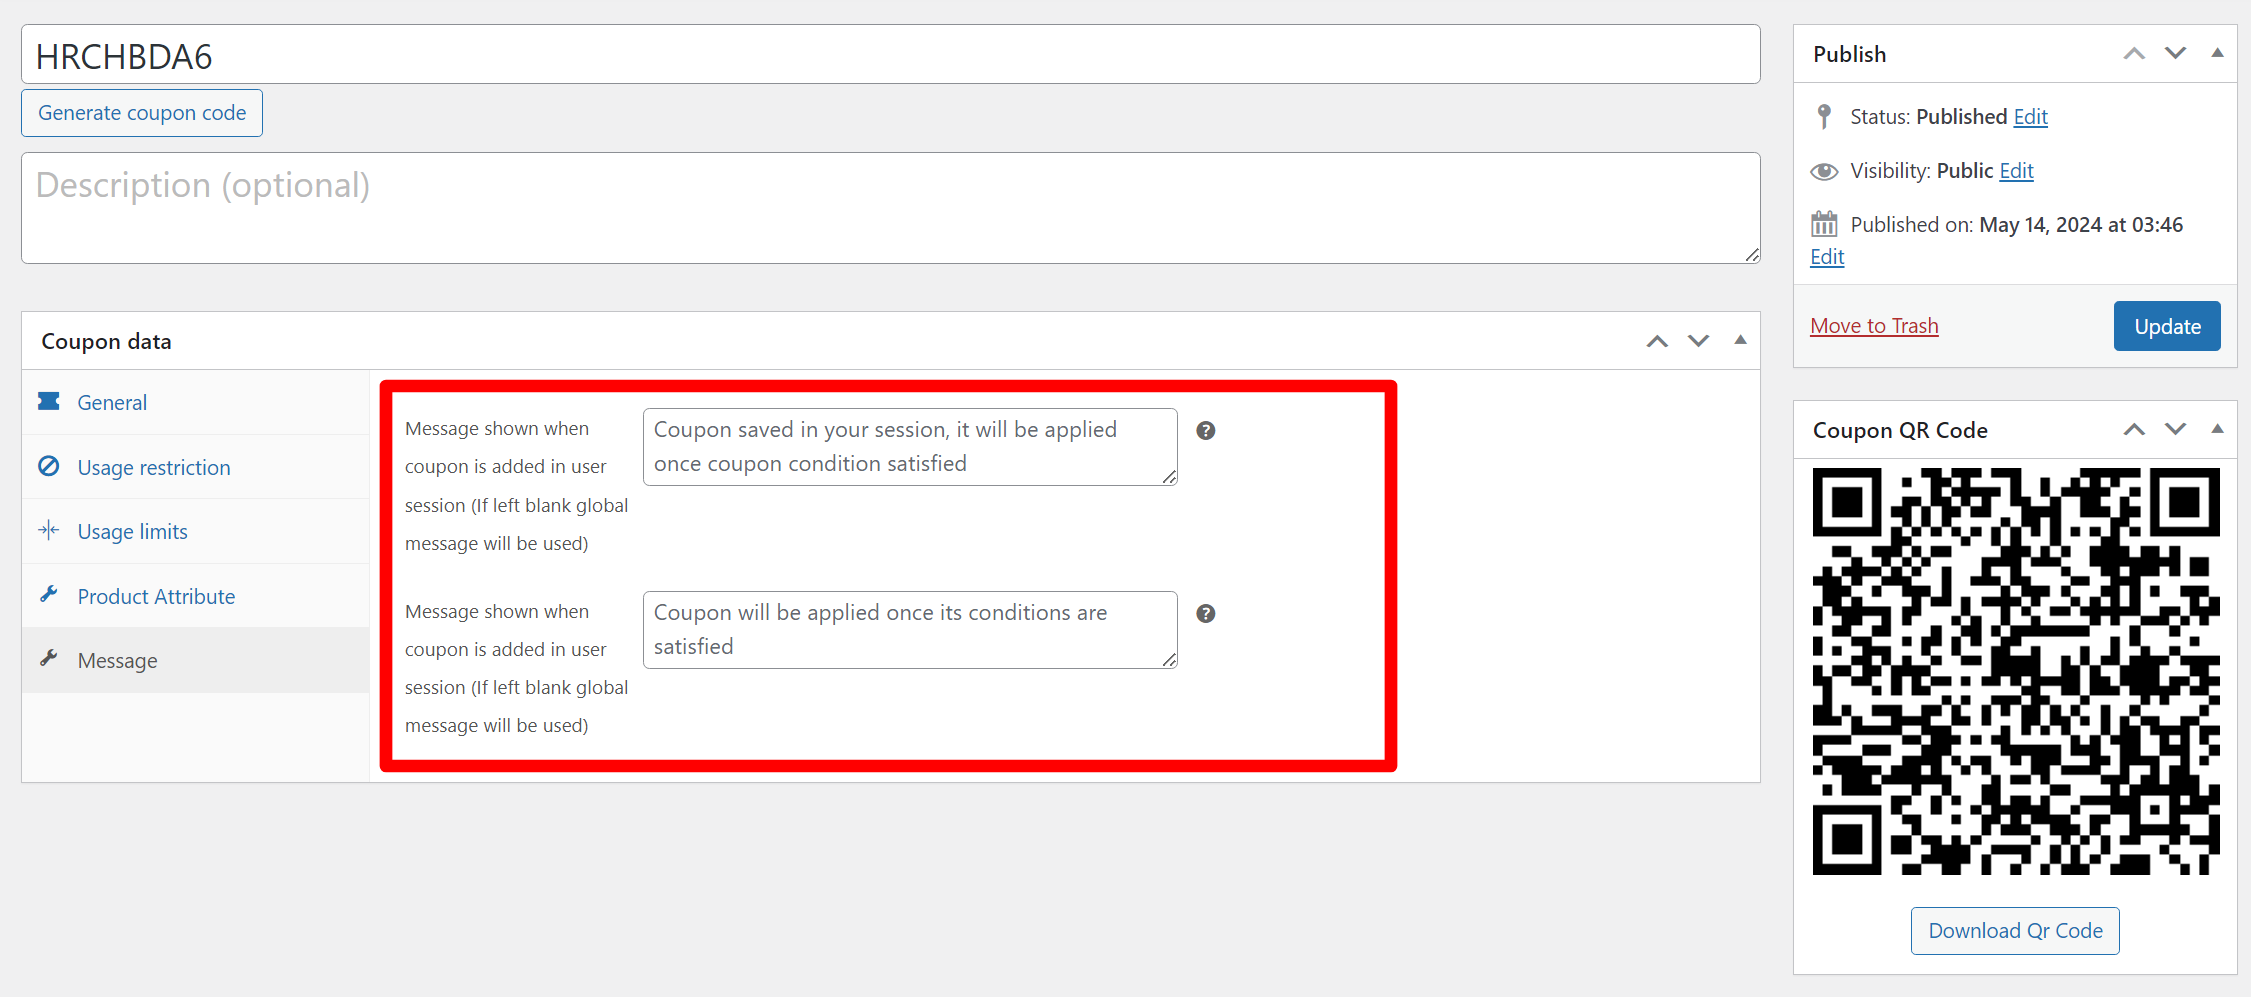 HRCHBDA6
Generate coupon code
Description (optional)
Coupon data
General
Usage restriction
Usage limits
Product Attribute
Message
Message shown when
coupon is added in user
session (If left blank global
message will be used)
Coupon saved in your session, it will be applied
once coupon condition satisfied
Message shown when
coupon is added in user
session (If left blank global
message will be used)
Coupon will be applied once its conditions are
satisfied
Publish
Status: Published Edit
Visibility: Public Edit
Published on: May 14, 2024 at 03:46
Edit
Move to Trash
Update
Coupon QR Code
Download Qr Code